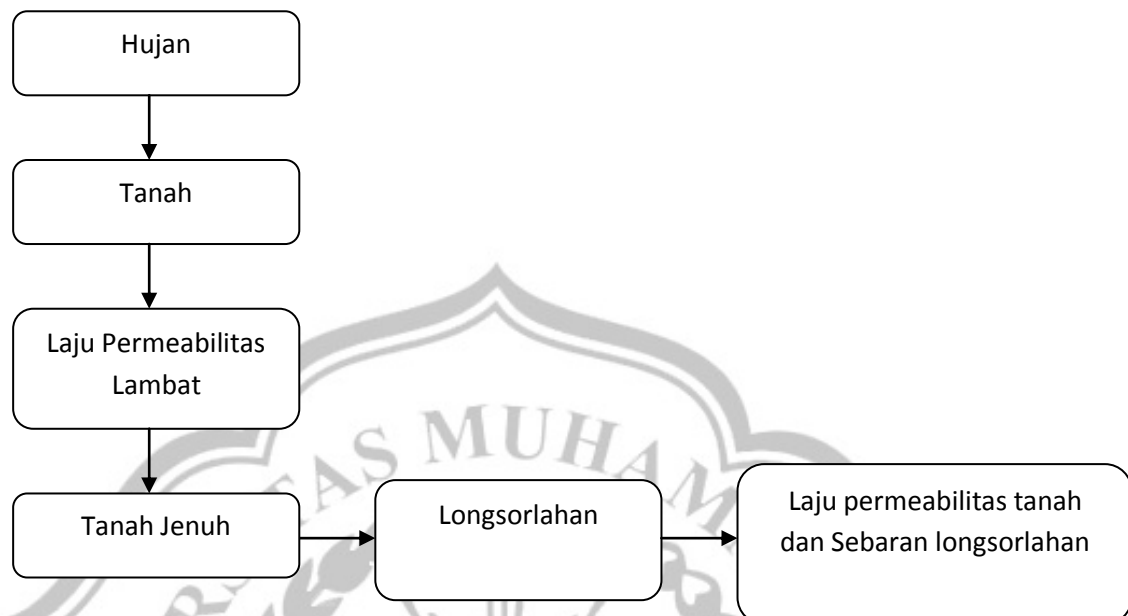 Hujan
Tanah
Laju Permeabilitas
Lambat
Tanah Jenuh
Longsorlahan
Laju permeabilitas tanah
dan Sebaran longsorlahan